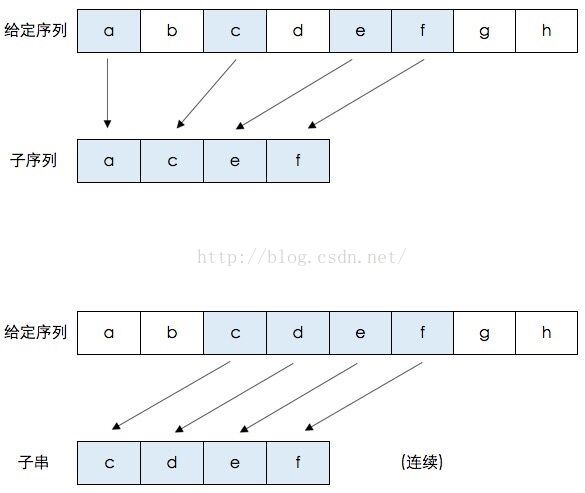 给定序列 a b c d e f g h
子序列 a c e f
http://blog.csdn.net/
给定序列 a b c d e f g h
子串 c d e f (连续)